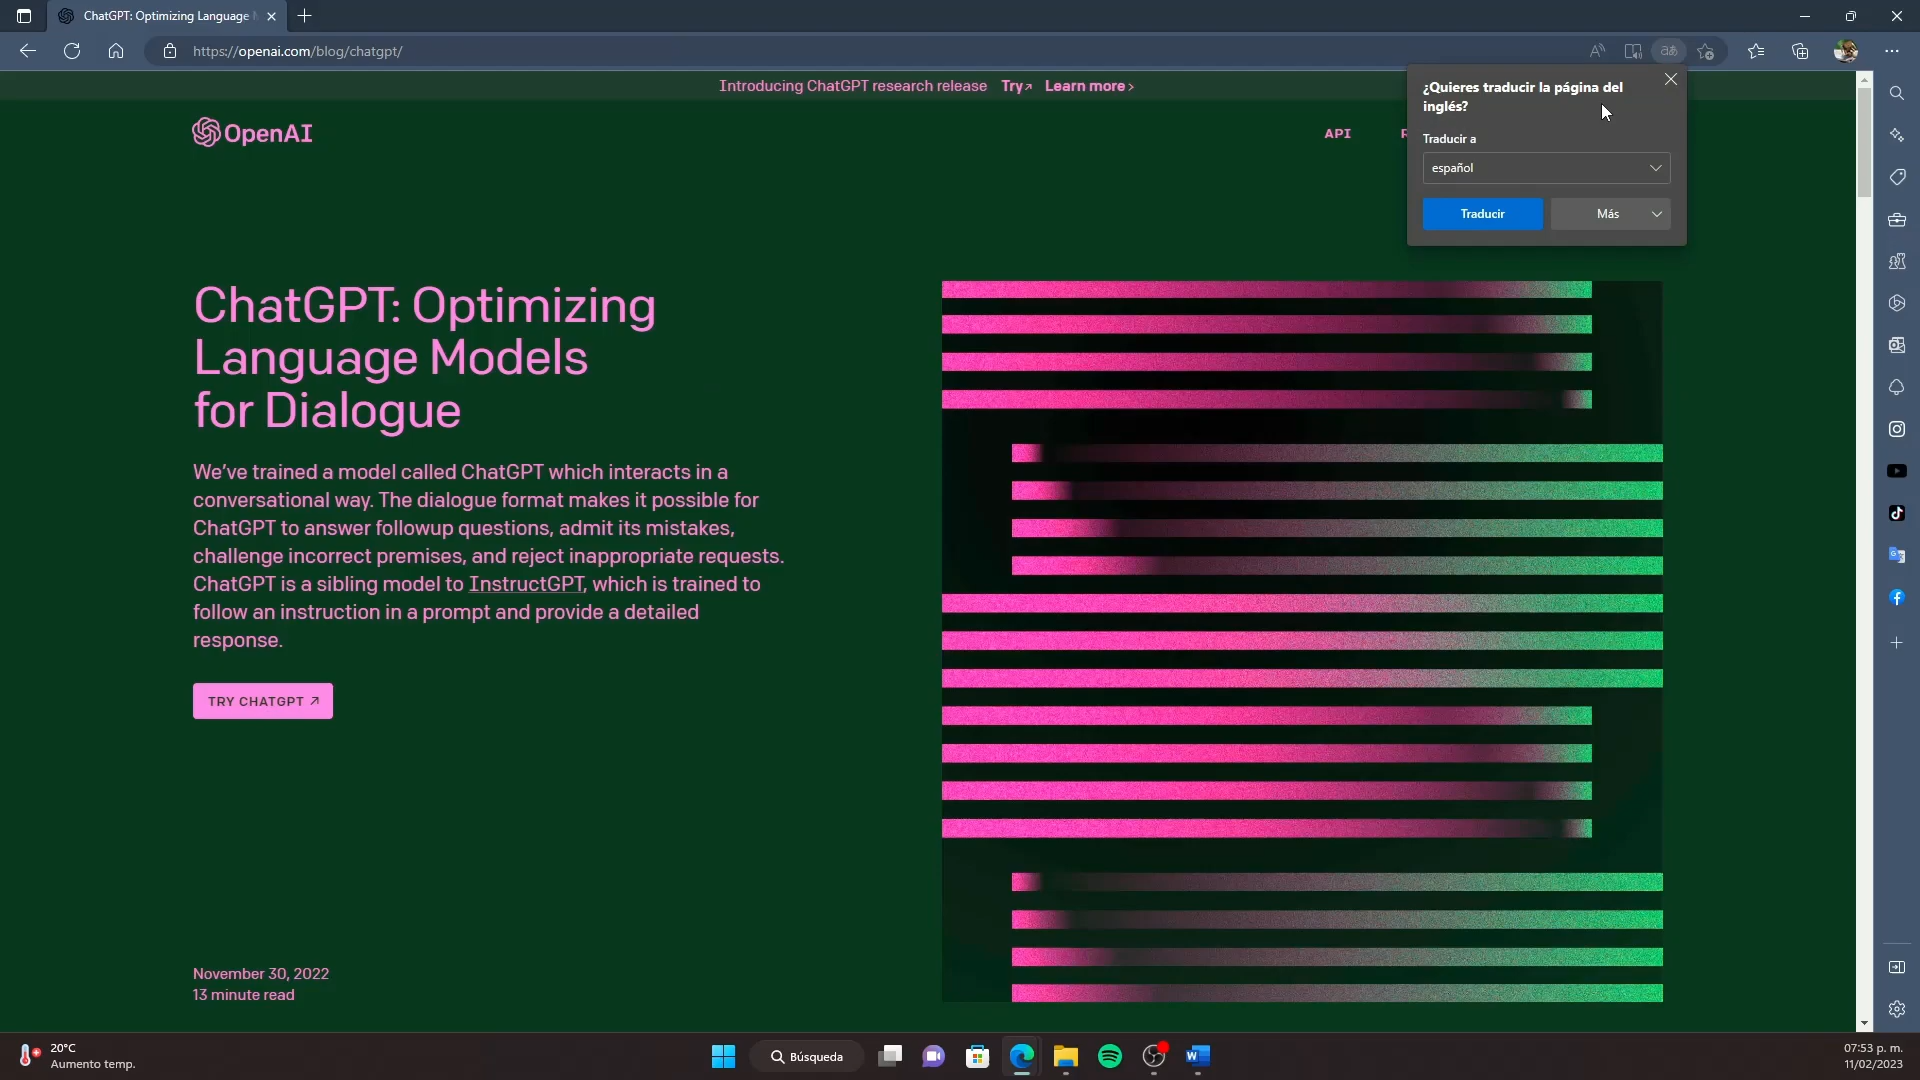 ChatGPT: Optimizing Language
https://openai.com/blog/chatgpt/
Introducing ChatGPT research release Try↗ Learn more ›
OpenAI
API
¿Quieres traducir la página del
inglés?
Traducir a
español
Traducir
Más
ChatGPT: Optimizing
Language Models
for Dialogue
We've trained a model called ChatGPT which interacts in a
conversational way. The dialogue format makes it possible for
ChatGPT to answer followup questions, admit its mistakes,
challenge incorrect premises, and reject inappropriate requests.
ChatGPT is a sibling model to InstructGPT, which is trained to
follow an instruction in a prompt and provide a detailed
response.
TRY CHATGPT ↗
November 30, 2022
13 minute read
20°C
Aumento temp.
Búsqueda
07:53 p. m.
11/02/2023